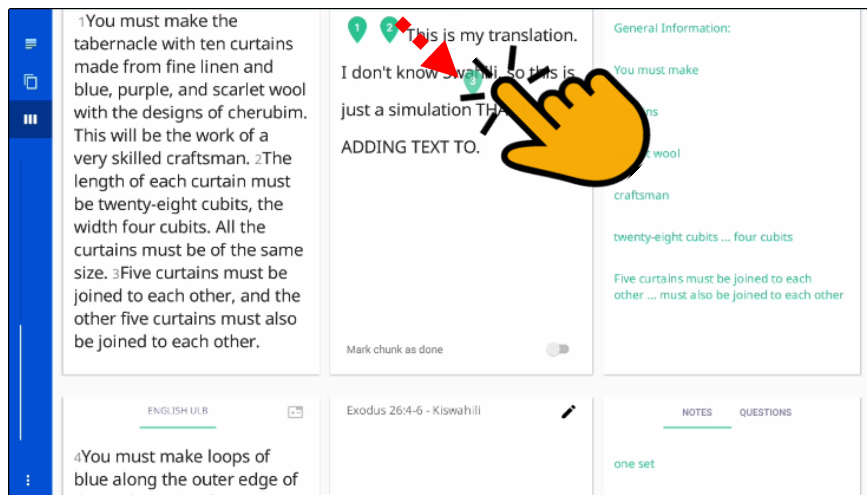 1You must make the
tabernacle with ten curtains
made from fine linen and
blue, purple, and scarlet wool
with the designs of cherubim.
This will be the work of a
very skilled craftsman. 2The
length of each curtain must
be twenty-eight cubits, the
width four cubits. All the
curtains must be of the same
size. 3Five curtains must be
joined to each other, and the
other five curtains must also
be joined to each other.
1 2 This is my translation.
I don't know Swahili, so this is
3
just a simulation
ADDING TEXT TO.
Mark chunk as done
General Information:
You must make
wool
craftsman
twenty-eight cubits ... four cubits
Five curtains must be joined to each
other ... must also be joined to each other
ENGLISH ULB
4You must make loops of
blue along the outer edge of
Exodus 26:4-6 - Kiswahili
NOTES QUESTIONS
one set